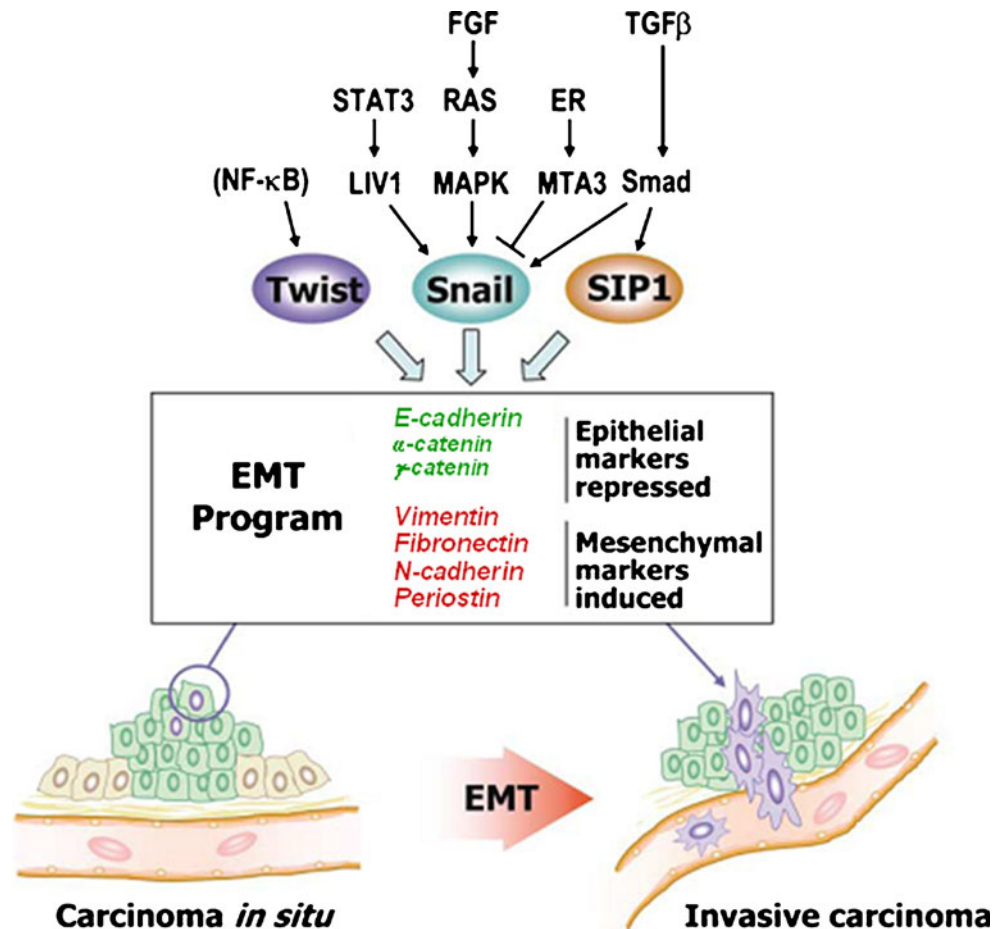 FGF TGFβ
STAT3 RAS ER
(NF-κB) LIV1 MAPK MTA3 Smad
Twist Snail SIP1
EMT
Program
E-cadherin
α-catenin
γ-catenin
Epithelial
markers
repressed
Vimentin
Fibronectin
N-cadherin
Periostin
Mesenchymal
markers
induced
EMT
Carcinoma in situ
Invasive carcinoma